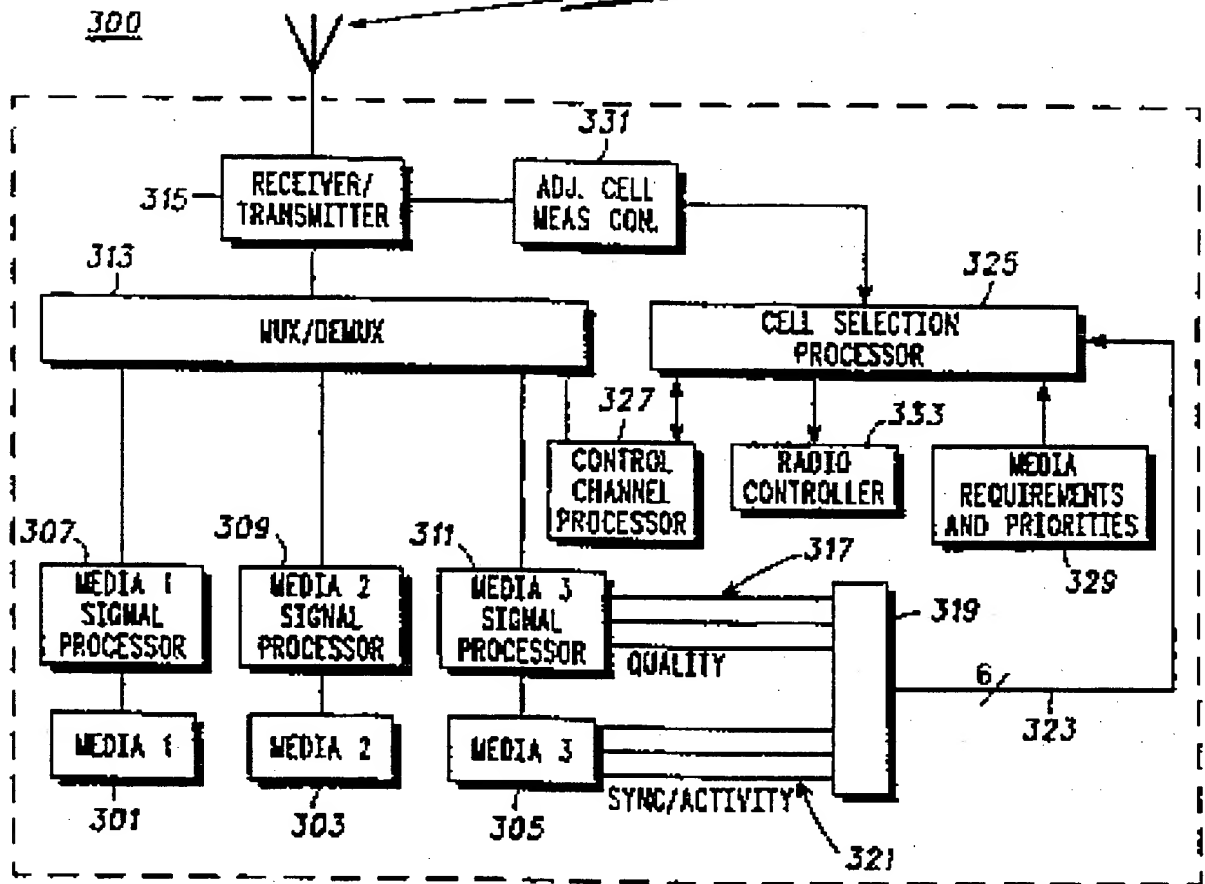 300
331
RECEIVER/
TRANSMITTER
315
ADJ. CELL
MEAS CON.
313
325
MUX/DEMUX
CELL SELECTION
PROCESSOR
327
333
CONTROL
CHANNEL
PROCESSOR
RADIO
CONTROLLER
MEDIA
REQUIREMENTS
AND PRIORITIES
329
307
309
311
317
MEDIA 1
SIGNAL
PROCESSOR
MEDIA 2
SIGNAL
PROCESSOR
MEDIA 3
SIGNAL
PROCESSOR
319
QUALITY
6
323
MEDIA 1
MEDIA 2
MEDIA 3
SYNC/ACTIVITY
301
303
305
321